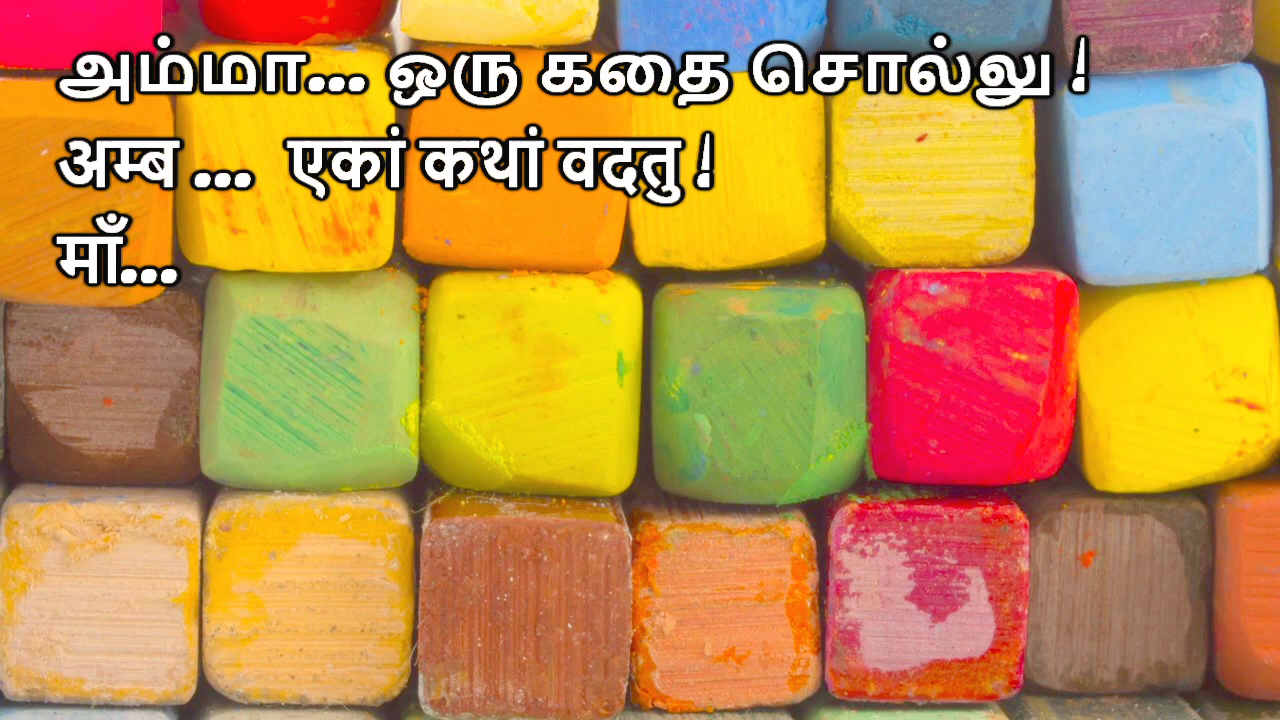 அம்மா... ஒரு கதை சொல்லு !
अम्ब ... एकां कथां वदतु !
माँ...